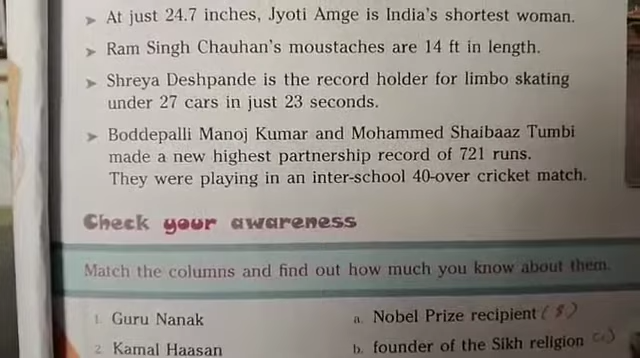 ➤ At just 24.7 inches, Jyoti Amge is India's shortest woman.
➤ Ram Singh Chauhan's moustaches are 14 ft in length.
➤ Shreya Deshpande is the record holder for limbo skating
under 27 cars in just 23 seconds.
➤ Boddepalli Manoj Kumar and Mohammed Shaibaaz Tumbi
made a new highest partnership record of 721 runs.
They were playing in an inter-school 40-over cricket match.
Check your awareness
Match the columns and find out how much you know about them.
1. Guru Nanak a. Nobel Prize recipient (8)
2. Kamal Haasan b. founder of the Sikh religion (1)